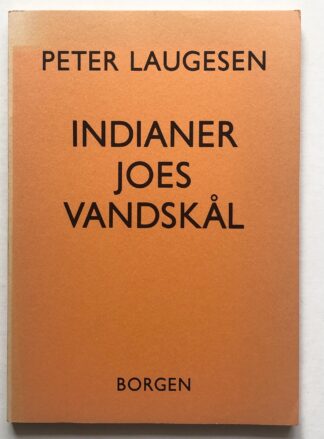 PETER LAUGESEN
INDIANER
JOES
VANDSKÅL
BORGEN